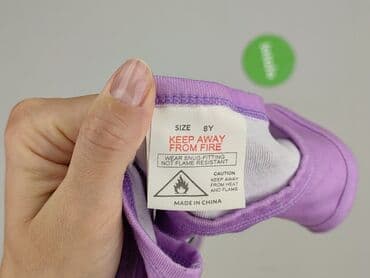 SIZE 8Y
KEEP AWAY
FROM FIRE
WEAR SNUG-FITTING
NOT FLAME RESISTANT
CAUTION
KEEP AWAY
FROM HEAT
AND FLAME
MADE IN CHINA